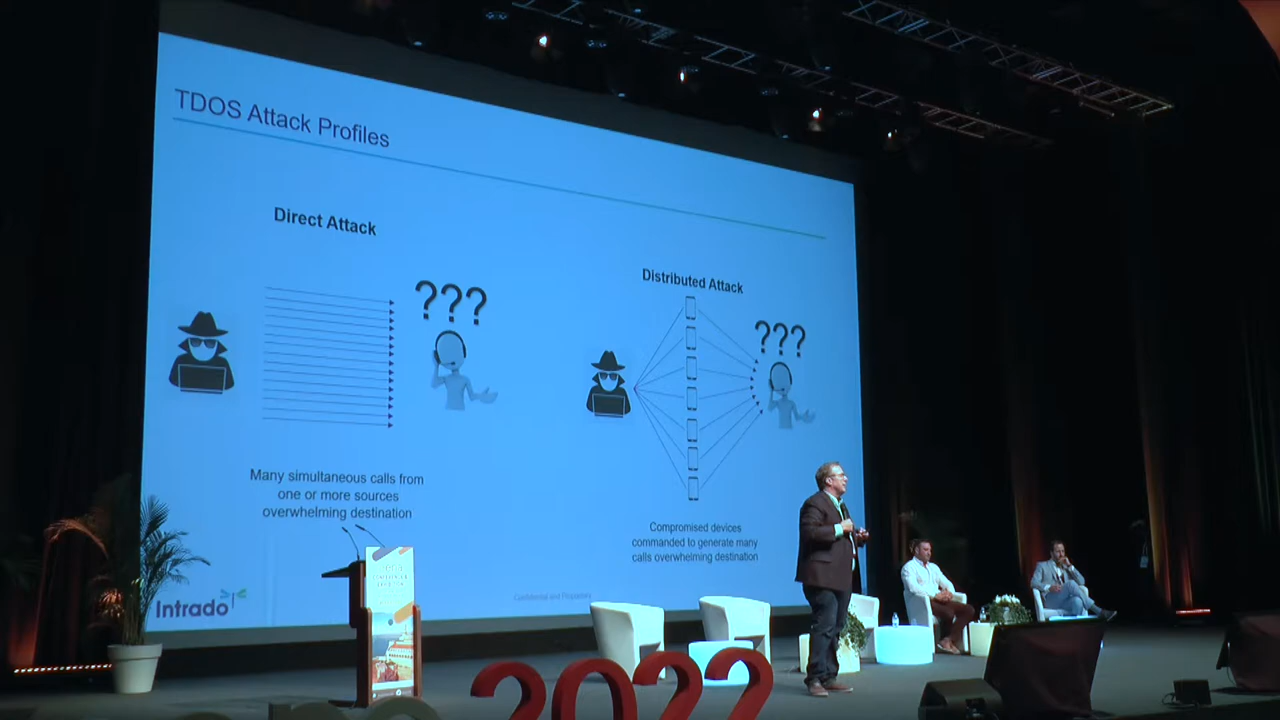 TDOS Attack Profiles
Direct Attack
???
Many simultaneous calls from
one or more sources
overwhelming destination
Distributed Attack
???
Compromised devices
commanded to generate many
calls overwhelming destination
Intrado
Confidential and Proprietary
2022